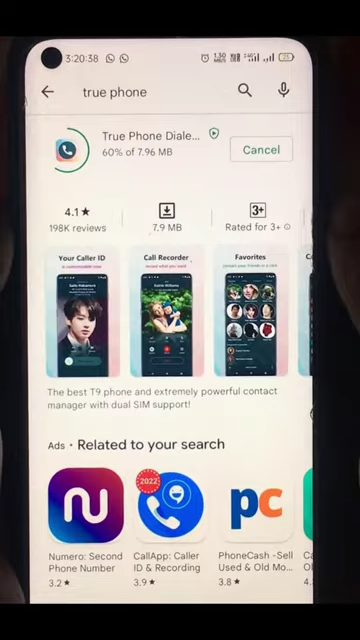 3:20:38
1.50
true phone
True Phone Diale...
60% of 7.96 MB
Cancel
4.1★
198K reviews
7.9 MB
3+
Rated for 3+
Your Caller ID
Call Recorder
Favorites
The best T9 phone and extremely powerful contact
manager with dual SIM support!
Ads • Related to your search
2022
pc
Numero: Second
Phone Number
3.2★
CallApp: Caller
ID & Recording
3.9★
PhoneCash -Sell
Used & Old Mo...
3.8★